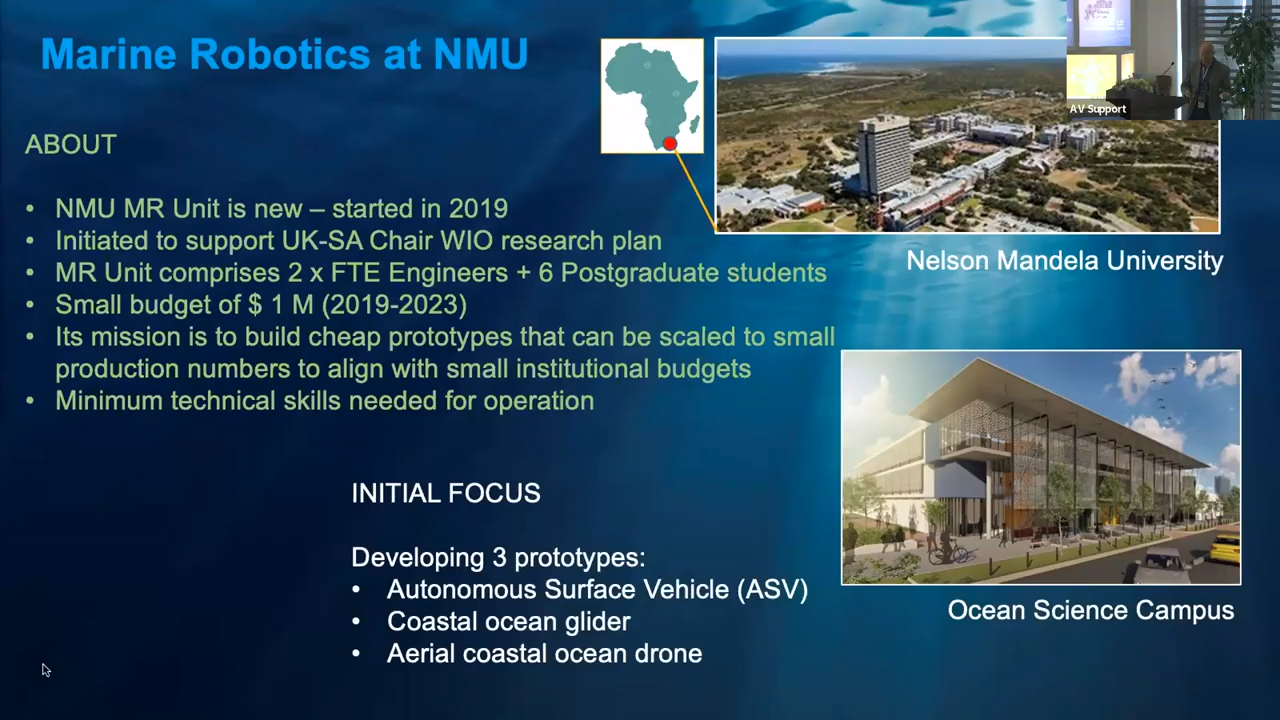 Marine Robotics at NMU
AV Support
ABOUT
• NMU MR Unit is new – started in 2019
• Initiated to support UK-SA Chair WIO research plan
• MR Unit comprises 2 x FTE Engineers + 6 Postgraduate students
• Small budget of $ 1 M (2019-2023)
• Its mission is to build cheap prototypes that can be scaled to small
production numbers to align with small institutional budgets
• Minimum technical skills needed for operation
Nelson Mandela University
INITIAL FOCUS
Developing 3 prototypes:
• Autonomous Surface Vehicle (ASV)
• Coastal ocean glider
• Aerial coastal ocean drone
Ocean Science Campus